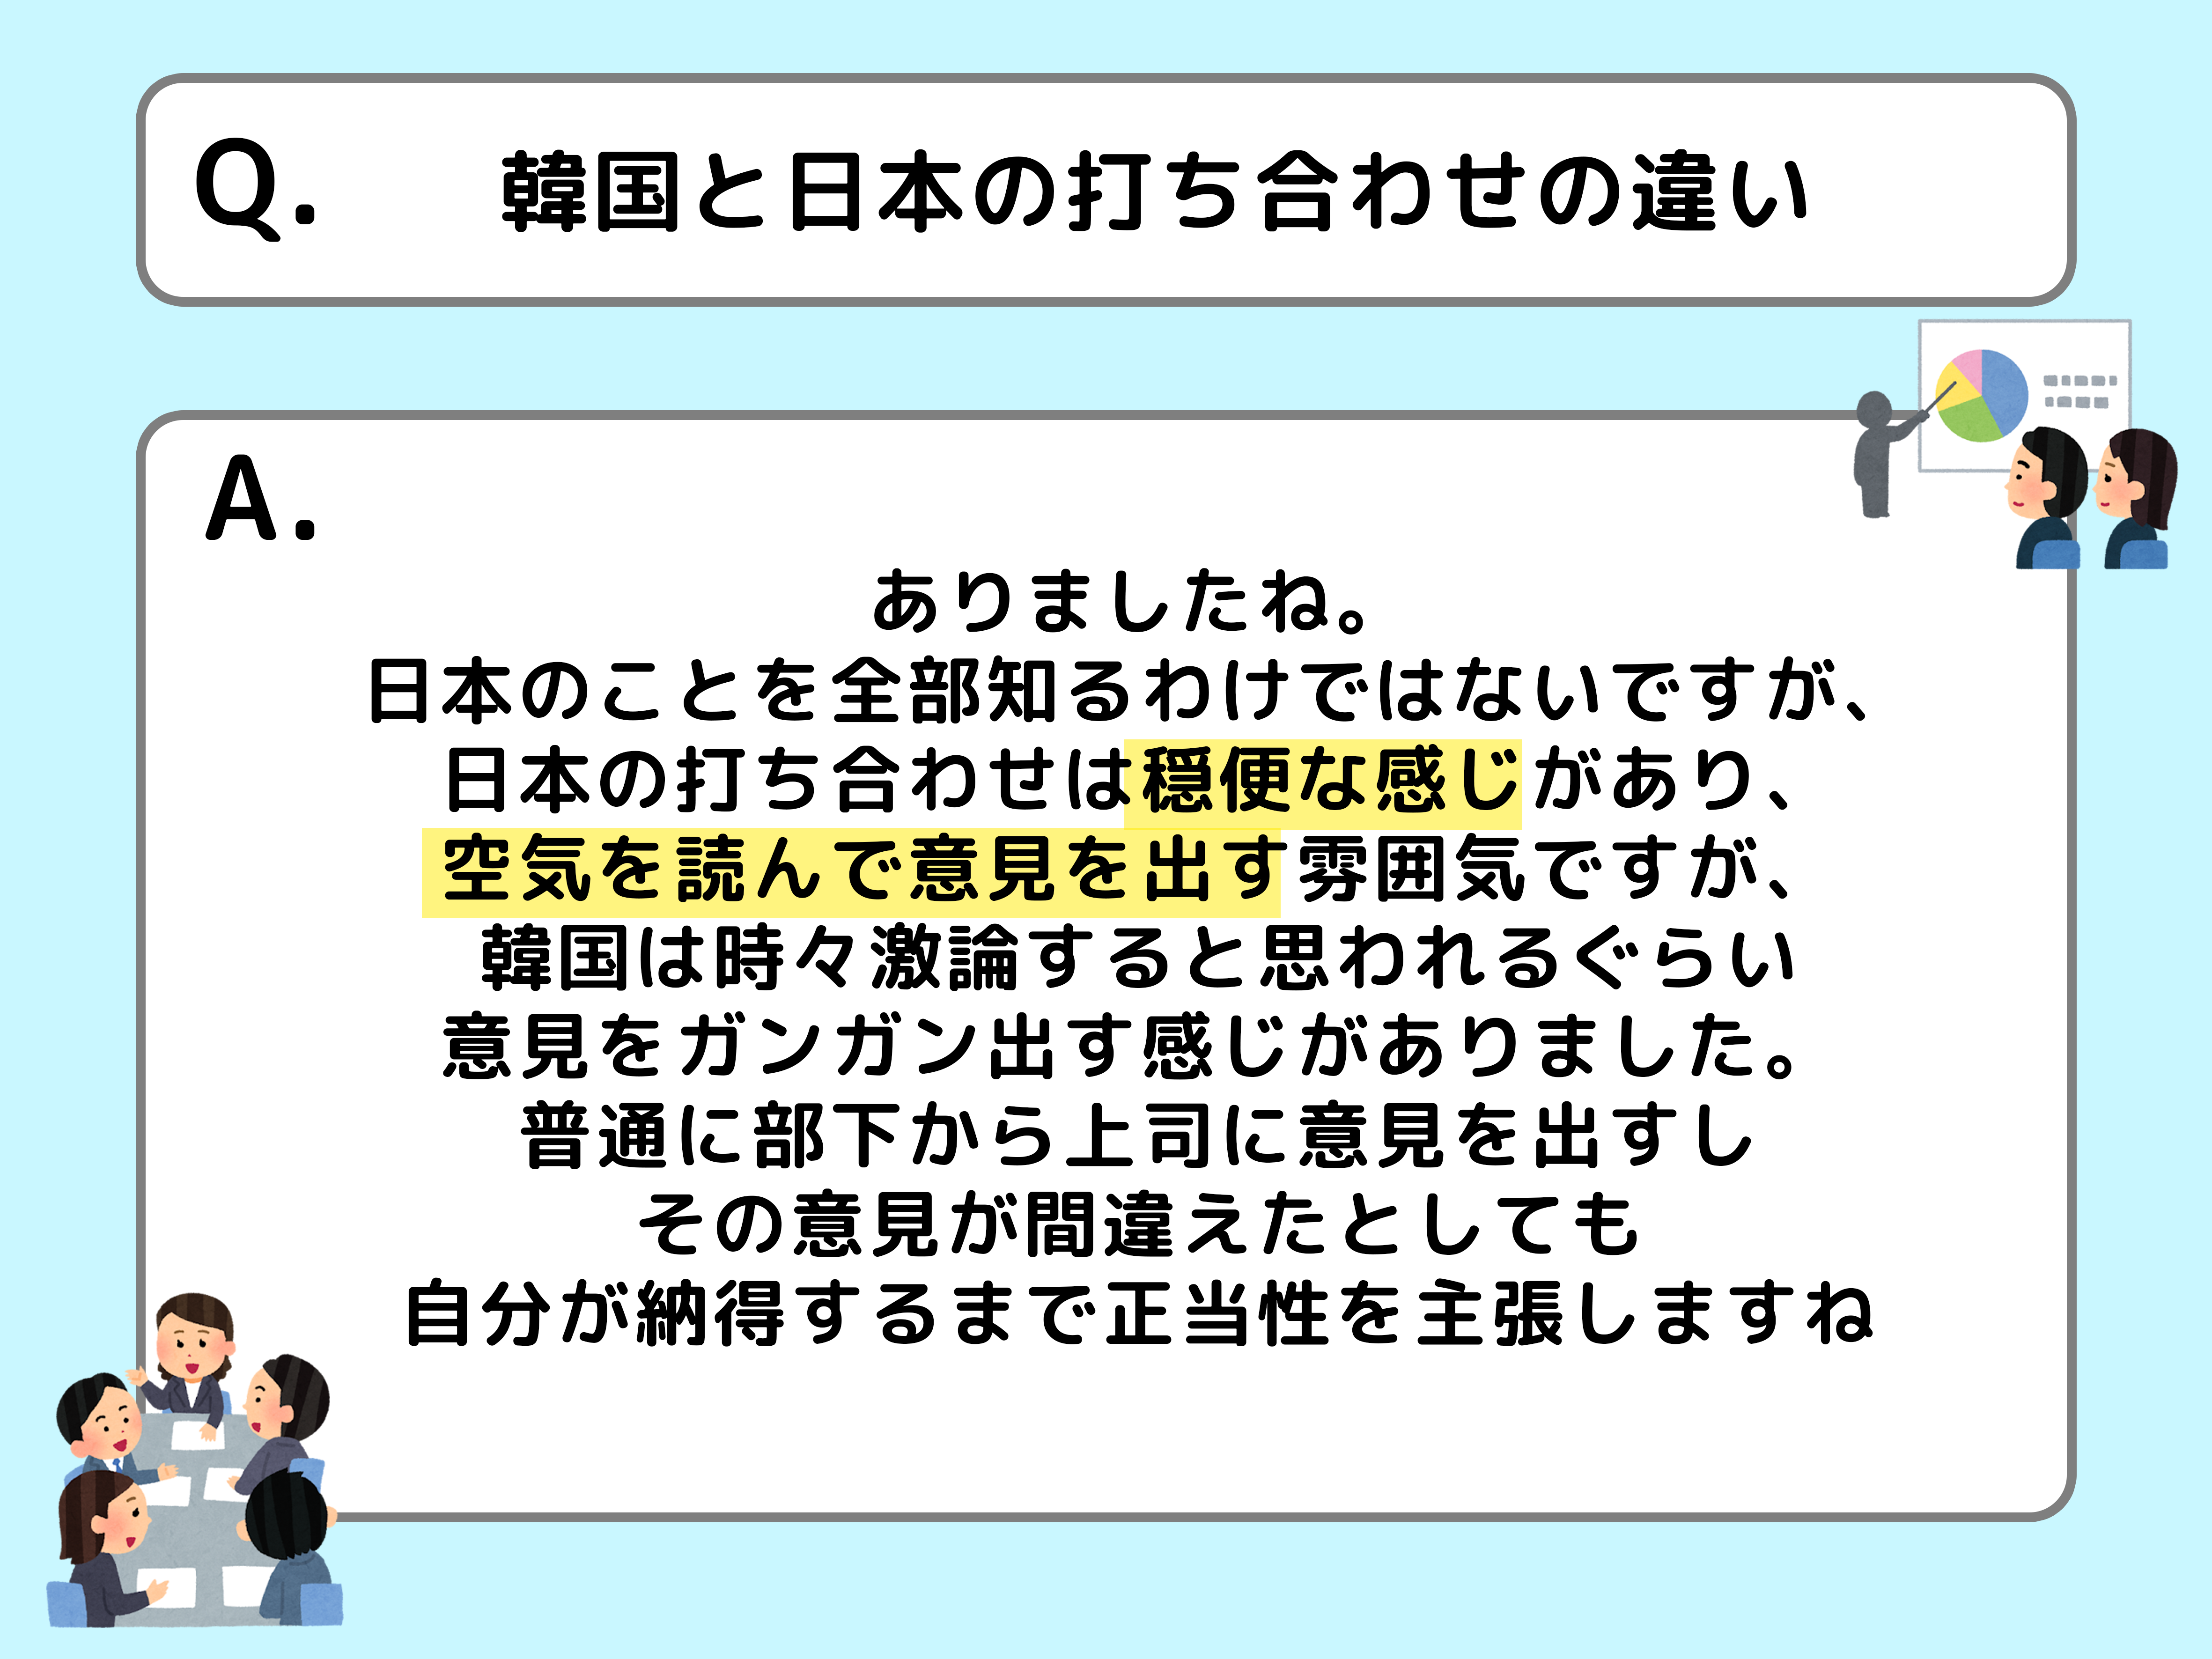 Q. 韓国と日本の打ち合わせの違い
A.
ありましたね。
日本のことを全部知るわけではないですが、
日本の打ち合わせは穏便な感じがあり、
空気を読んで意見を出す雰囲気ですが、
韓国は時々激論すると思われるぐらい
意見をガンガン出す感じがありました。
普通に部下から上司に意見を出すし
その意見が間違えたとしても
自分が納得するまで正当性を主張しますね